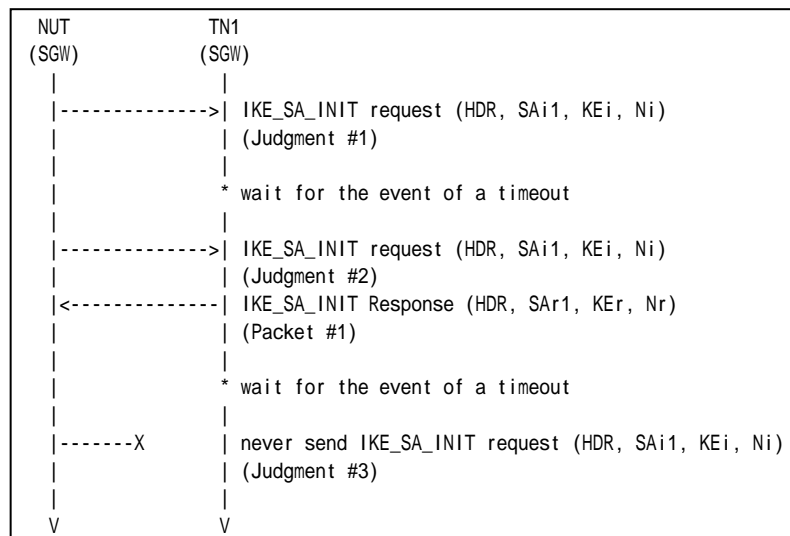 NUT TN1
(SGW) (SGW)
| |
|-------------->| IKE_SA_INIT request (HDR, SAi1, KEi, Ni)
| | (Judgment #1)
| |
| * wait for the event of a timeout
| |
|-------------->| IKE_SA_INIT request (HDR, SAi1, KEi, Ni)
| | (Judgment #2)
|<--------------| IKE_SA_INIT Response (HDR, SAr1, KEr, Nr)
| | (Packet #1)
| |
| * wait for the event of a timeout
| |
|-------X | never send IKE_SA_INIT request (HDR, SAi1, KEi, Ni)
| | (Judgment #3)
| |
V V